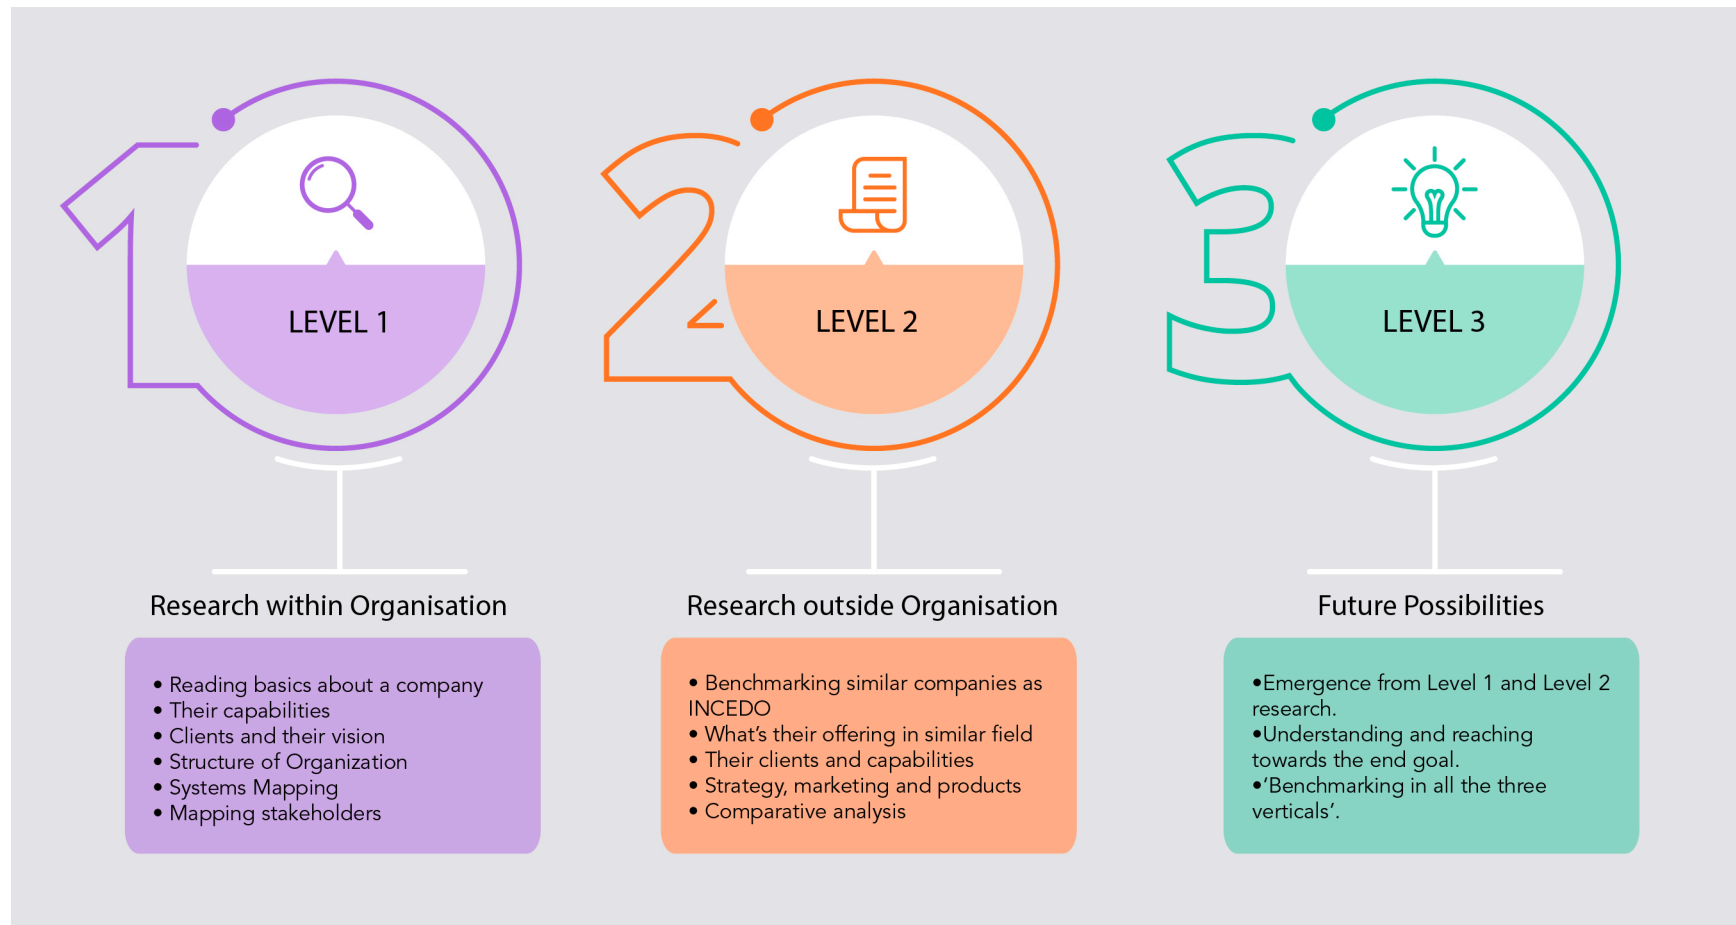 1
LEVEL 1
Research within Organisation
• Reading basics about a company
• Their capabilities
• Clients and their vision
• Structure of Organization
• Systems Mapping
• Mapping stakeholders
2
LEVEL 2
Research outside Organisation
• Benchmarking similar companies as
INCEDO
• What’s their offering in similar field
• Their clients and capabilities
• Strategy, marketing and products
• Comparative analysis
3
LEVEL 3
Future Possibilities
•Emergence from Level 1 and Level 2
research.
•Understanding and reaching
towards the end goal.
•‘Benchmarking in all the three
verticals’.